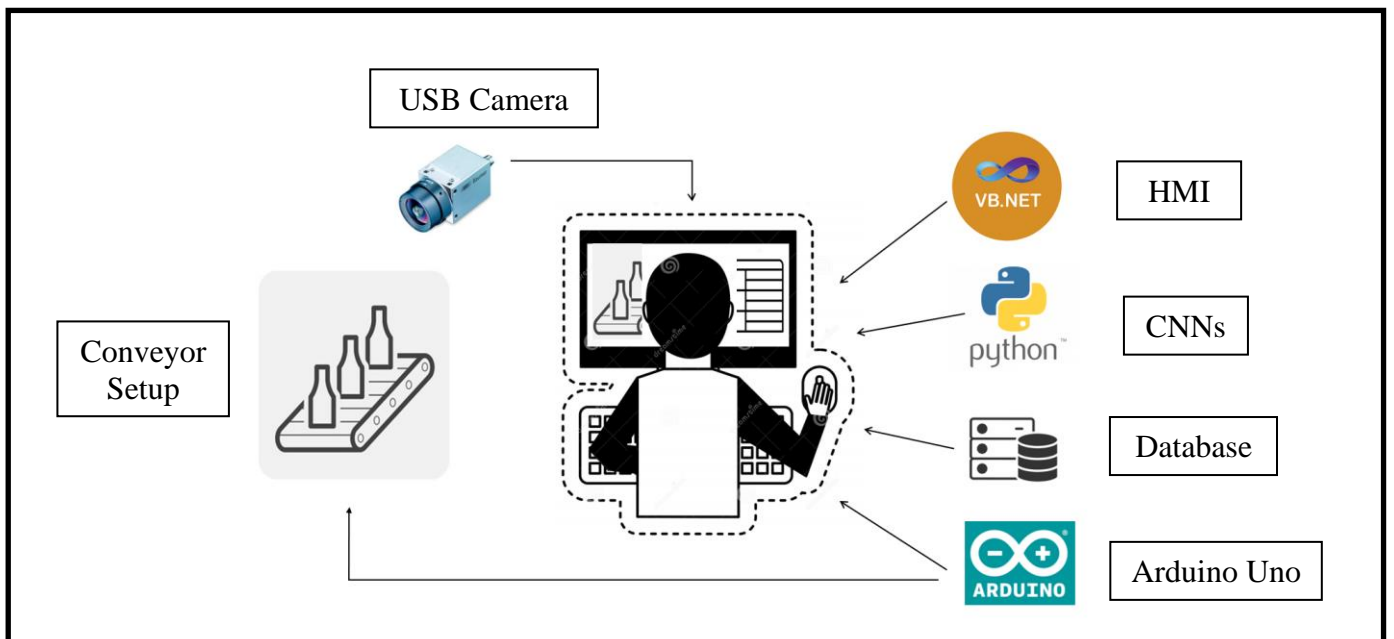 USB Camera
VB.NET
HMI
python
CNNs
Conveyor
Setup
Database
ARDUINO
Arduino Uno